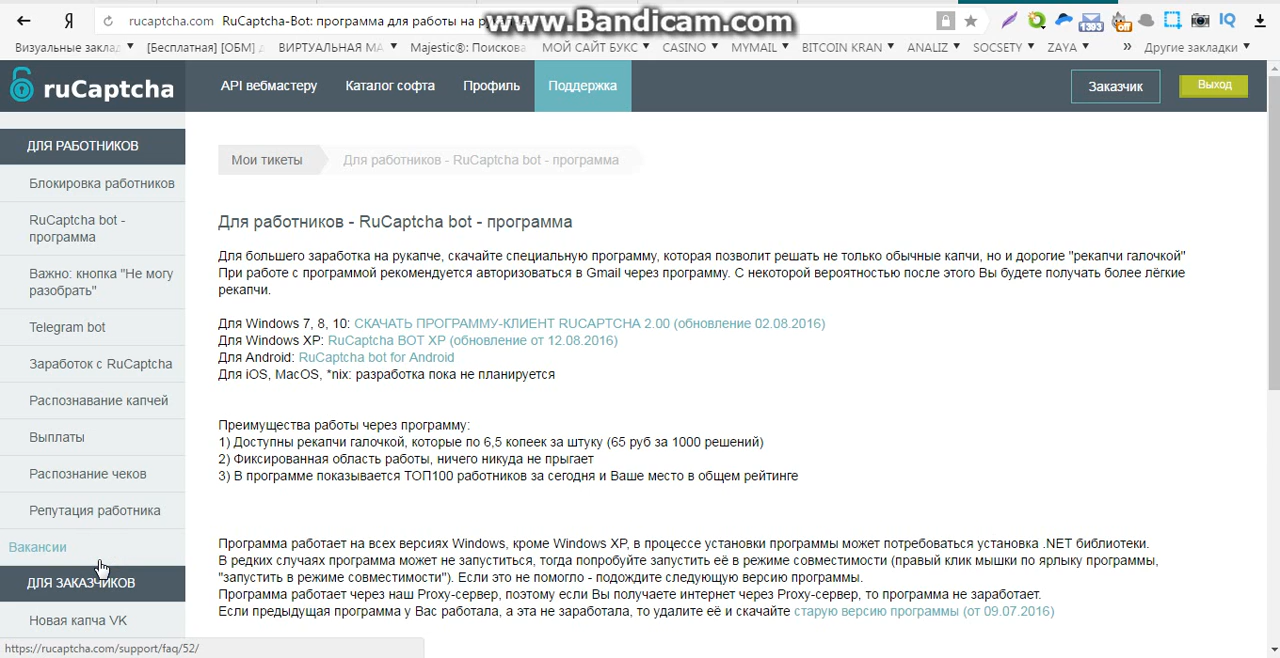 rucaptcha.com RuCaptcha-Bot: программа для работы на
www.Bandicam.com
Визуальные заклад
[Бесплатная] [ОБМ]
ВИРТУАЛЬНАЯ МА
Majestic®: Поискова
МОЙ САЙТ БУКС
CASINO
MYMAIL
BITCOIN KRAN
ANALIZ
SOCSETY
ZAYA
» Другие закладки
ruCaptcha
API вебмастеру
Каталог софта
Профиль
Поддержка
Заказчик
Выход
ДЛЯ РАБОТНИКОВ
Блокировка работников
RuCaptcha bot -
программа
Важно: кнопка "Не могу
разобрать"
Telegram bot
Заработок с RuCaptcha
Распознавание капчей
Выплаты
Распознание чеков
Репутация работника
Вакансии
ДЛЯ ЗАКАЗЧИКОВ
Новая капча VK
https://rucaptcha.com/support/faq/52/
Мои тикеты
Для работников - RuCaptcha bot - программа
Для работников - RuCaptcha bot - программа
Для большего заработка на рукапче, скачайте специальную программу, которая позволит решать не только обычные капчи, но и дорогие "рекапчи галочкой"
При работе с программой рекомендуется авторизоваться в Gmail через программу. С некоторой вероятностью после этого Вы будете получать более лёгкие
рекапчи.
Для Windows 7, 8, 10: СКАЧАТЬ ПРОГРАММУ-КЛИЕНТ RUCAPTCHA 2.00 (обновление 02.08.2016)
Для Windows XP: RuCaptcha BOT XP (обновление от 12.08.2016)
Для Android: RuCaptcha bot for Android
Для iOS, MacOS, *nix: разработка пока не планируется
Преимущества работы через программу:
1) Доступны рекапчи галочкой, которые по 6,5 копеек за штуку (65 руб за 1000 решений)
2) Фиксированная область работы, ничего никуда не прыгает
3) В программе показывается ТОП100 работников за сегодня и Ваше место в общем рейтинге
Программа работает на всех версиях Windows, кроме Windows XP, в процессе установки программы может потребоваться установка .NET библиотеки.
В редких случаях программа может не запуститься, тогда попробуйте запустить её в режиме совместимости (правый клик мышки по ярлыку программы,
"запустить в режиме совместимости"). Если это не помогло - подождите следующую версию программы.
Программа работает через наш Proxy-сервер, поэтому если Вы получаете интернет через Proxy-сервер, то программа не заработает.
Если предыдущая программа у Вас работала, а эта не заработала, то удалите её и скачайте старую версию программы (от 09.07.2016)